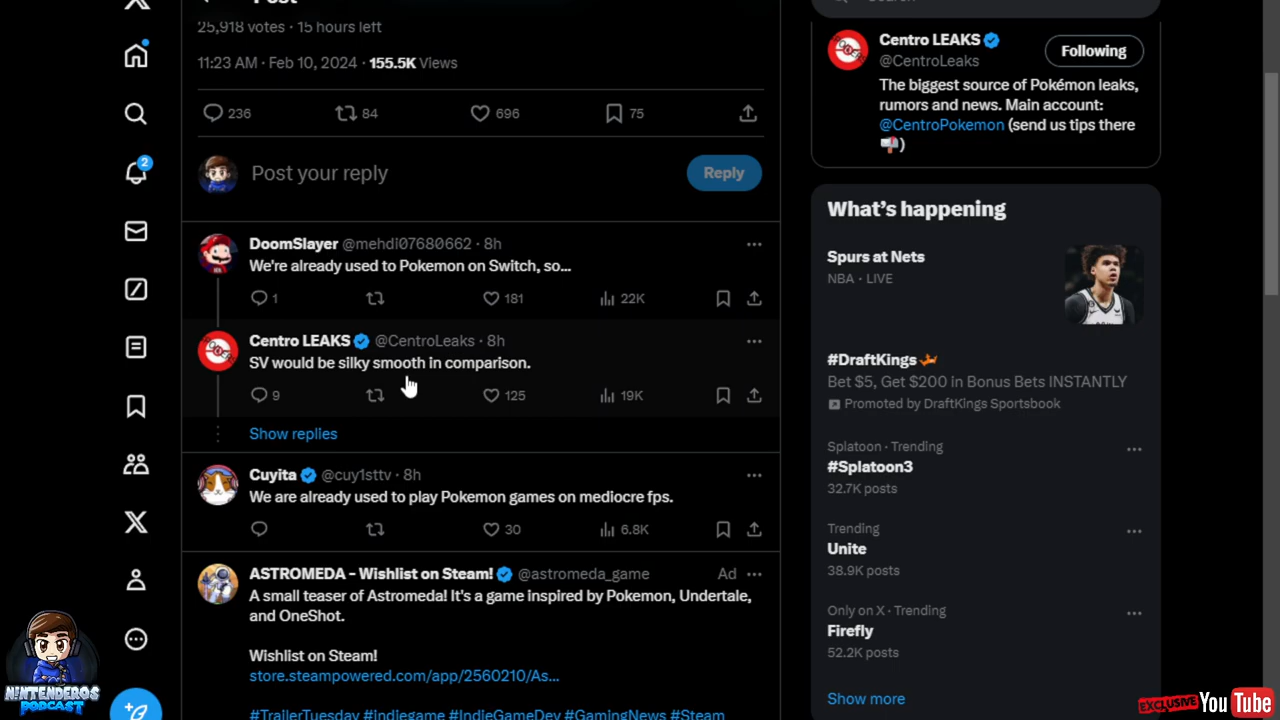 Post
Search
25,918 votes · 15 hours left
11:23 AM · Feb 10, 2024 · 155.5K Views
236 84 696 75
Post your reply
Reply
DoomSlayer @mehdi07680662 · 8h
We're already used to Pokemon on Switch, so...
1 181 22K
Centro LEAKS @CentroLeaks · 8h
SV would be silky smooth in comparison.
9 125 19K
Show replies
Cuyita @cuy1sttv · 8h
We are already used to play Pokemon games on mediocre fps.
30 6.8K
ASTROMEDA - Wishlist on Steam! @astromeda_game Ad
A small teaser of Astromeda! It's a game inspired by Pokemon, Undertale,
and OneShot.
Wishlist on Steam!
store.steampowered.com/app/2560210/As...
#TrailerTuesday #indiegame #IndieGameDev #GamingNews #Steam
2
Centro LEAKS
@CentroLeaks
Following
The biggest source of Pokémon leaks,
rumors and news. Main account:
@CentroPokemon (send us tips there
)
What's happening
Spurs at Nets
NBA · LIVE
#DraftKings
Bet $5, Get $200 in Bonus Bets INSTANTLY
Promoted by DraftKings Sportsbook
Splatoon · Trending
#Splatoon3
32.7K posts
Trending
Unite
38.9K posts
Only on X · Trending
Firefly
52.2K posts
Show more
NINTENDEROS
PODCAST
EXCLUSIVE YouTube